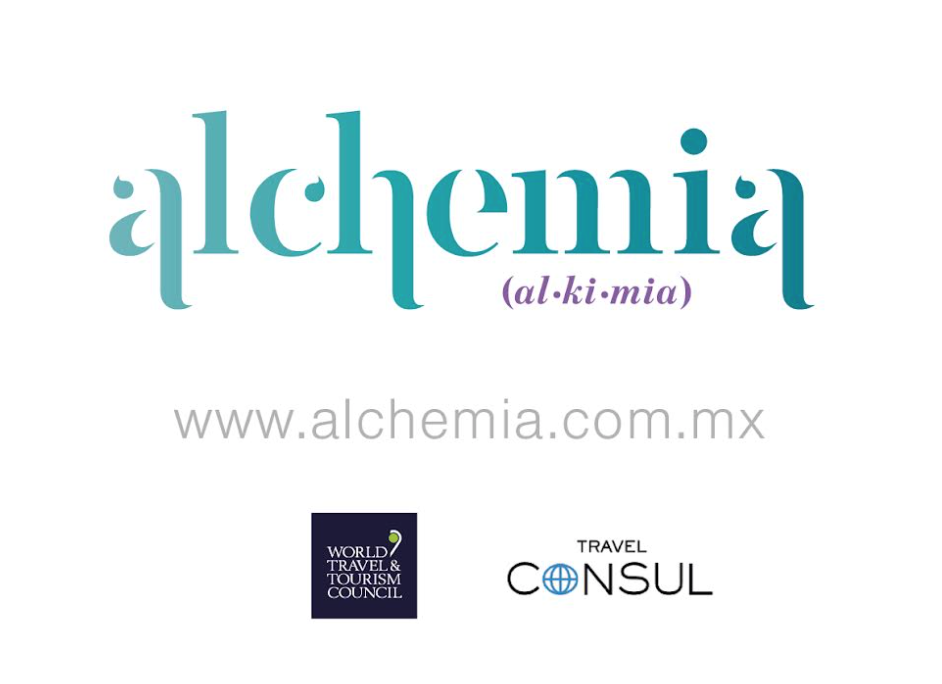 alchemia
(al·ki·mia)
www.alchemia.com.mx
WORLD
TRAVEL &
TOURISM
COUNCIL
TRAVEL
CONSUL